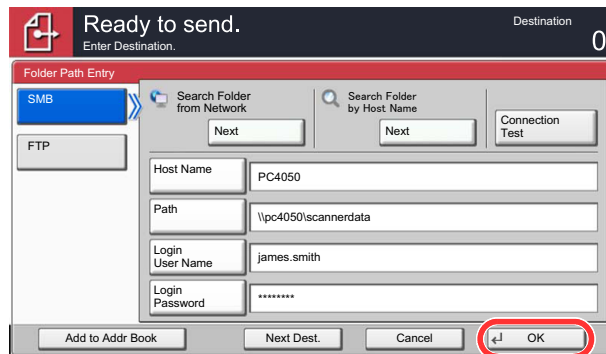 Ready to send.
Destination
Enter Destination.
0
Folder Path Entry
SMB
FTP
Search Folder
from Network
Next
Search Folder
by Host Name
Next
Connection
Test
Host Name
PC4050
Path
\\pc4050\scannerdata
Login
User Name
james.smith
Login
Password
********
Add to Addr Book
Next Dest.
Cancel
OK